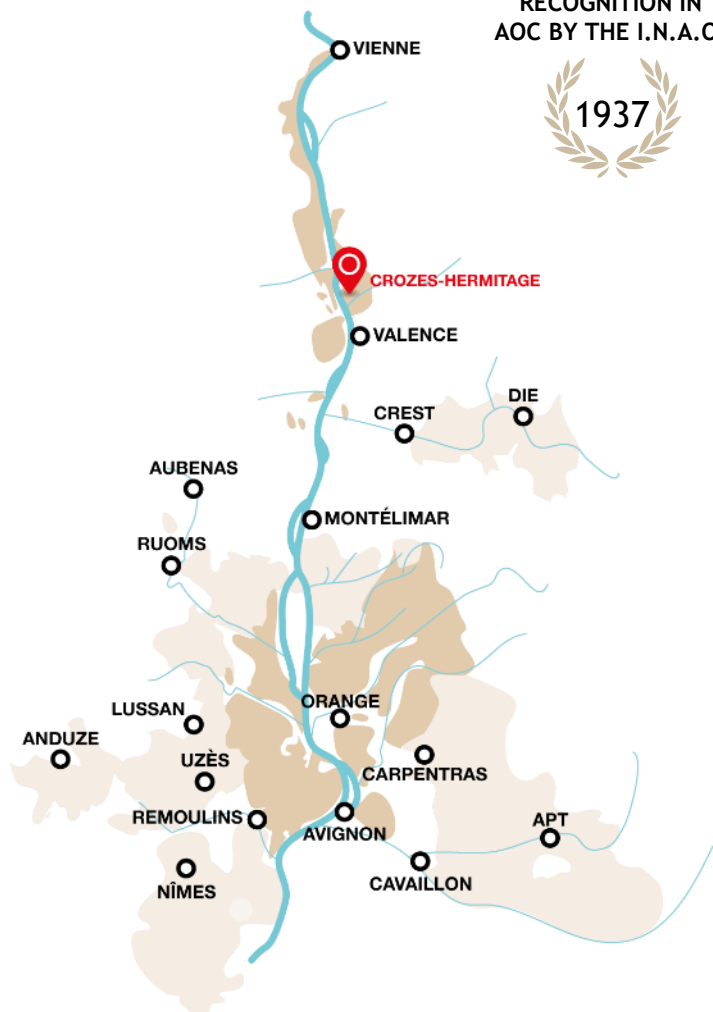 RECOGNITION IN
AOC BY THE I.N.A.O
1937
VIENNE
CROZES-HERMITAGE
VALENCE
DIE
CREST
AUBENAS
MONTÉLIMAR
RUOMS
ORANGE
LUSSAN
ANDUZE
UZÈS
CARPENTRAS
REMOULINS
AVIGNON
APT
CAVAILLON
NÎMES